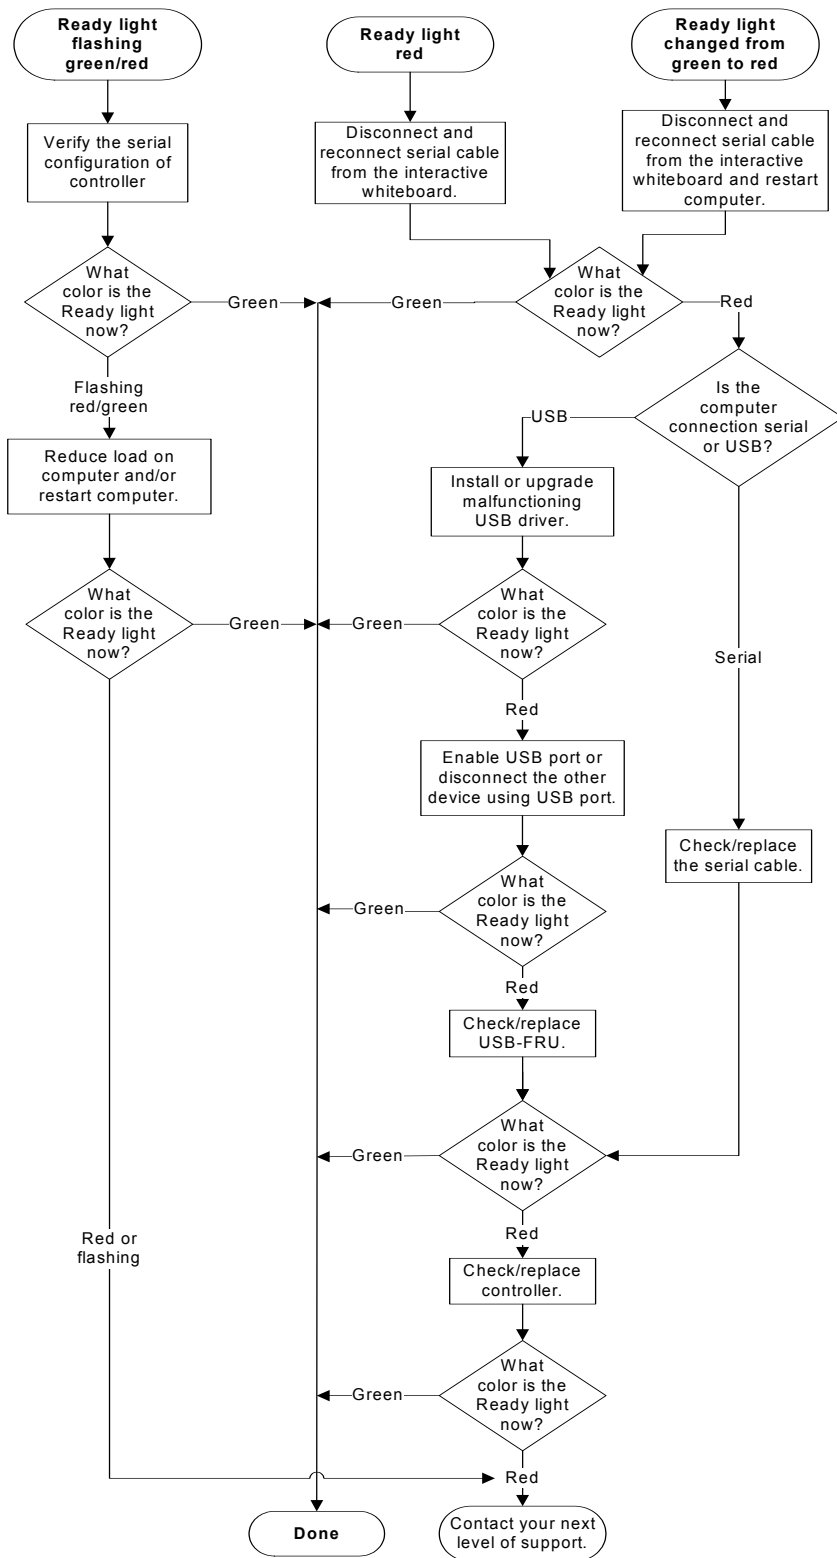 Ready light
flashing
green/red
Ready light
red
Ready light
changed from
green to red
Verify the serial
configuration of
controller
Disconnect and
reconnect serial cable
from the interactive
whiteboard.
Disconnect and
reconnect serial cable
from the interactive
whiteboard and restart
computer.
What
color is the
Ready light
now?
Green
Green
What
color is the
Ready light
now?
Red
Flashing
red/green
Is the
computer
connection serial
or USB?
USB
Reduce load on
computer and/or
restart computer.
Install or upgrade
malfunctioning
USB driver.
What
color is the
Ready light
now?
Green
Green
What
color is the
Ready light
now?
Serial
Red
Enable USB port or
disconnect the other
device using USB port.
Check/replace
the serial cable.
Green
What
color is the
Ready light
now?
Red
Check/replace
USB-FRU.
Green
What
color is the
Ready light
now?
Red or
flashing
Red
Check/replace
controller.
Green
What
color is the
Ready light
now?
Red
Done
Contact your next
level of support.